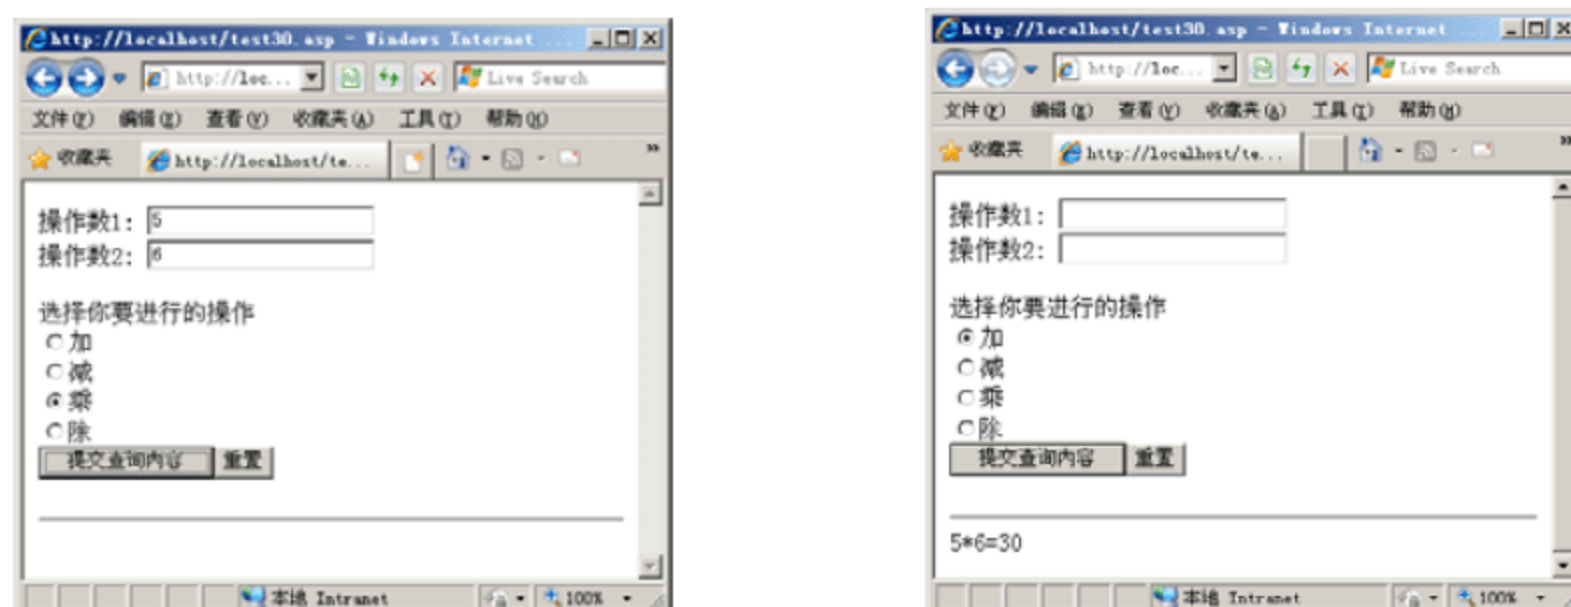 http://localhost/test30.asp - Windows Internet ...
http://loc... Live Search
文件(F) 编辑(E) 查看(V) 收藏夹(A) 工具(T) 帮助(H)
收藏夹 http://localhost/te... »
操作数1: 5
操作数2: 6
选择你要进行的操作
加
减
乘
除
提交查询内容 重置
本地 Intranet 100%
http://localhost/test30.asp - Windows Internet ...
http://loc... Live Search
文件(F) 编辑(E) 查看(V) 收藏夹(A) 工具(T) 帮助(H)
收藏夹 http://localhost/te... »
操作数1:
操作数2:
选择你要进行的操作
加
减
乘
除
提交查询内容 重置
5*6=30
本地 Intranet 100%